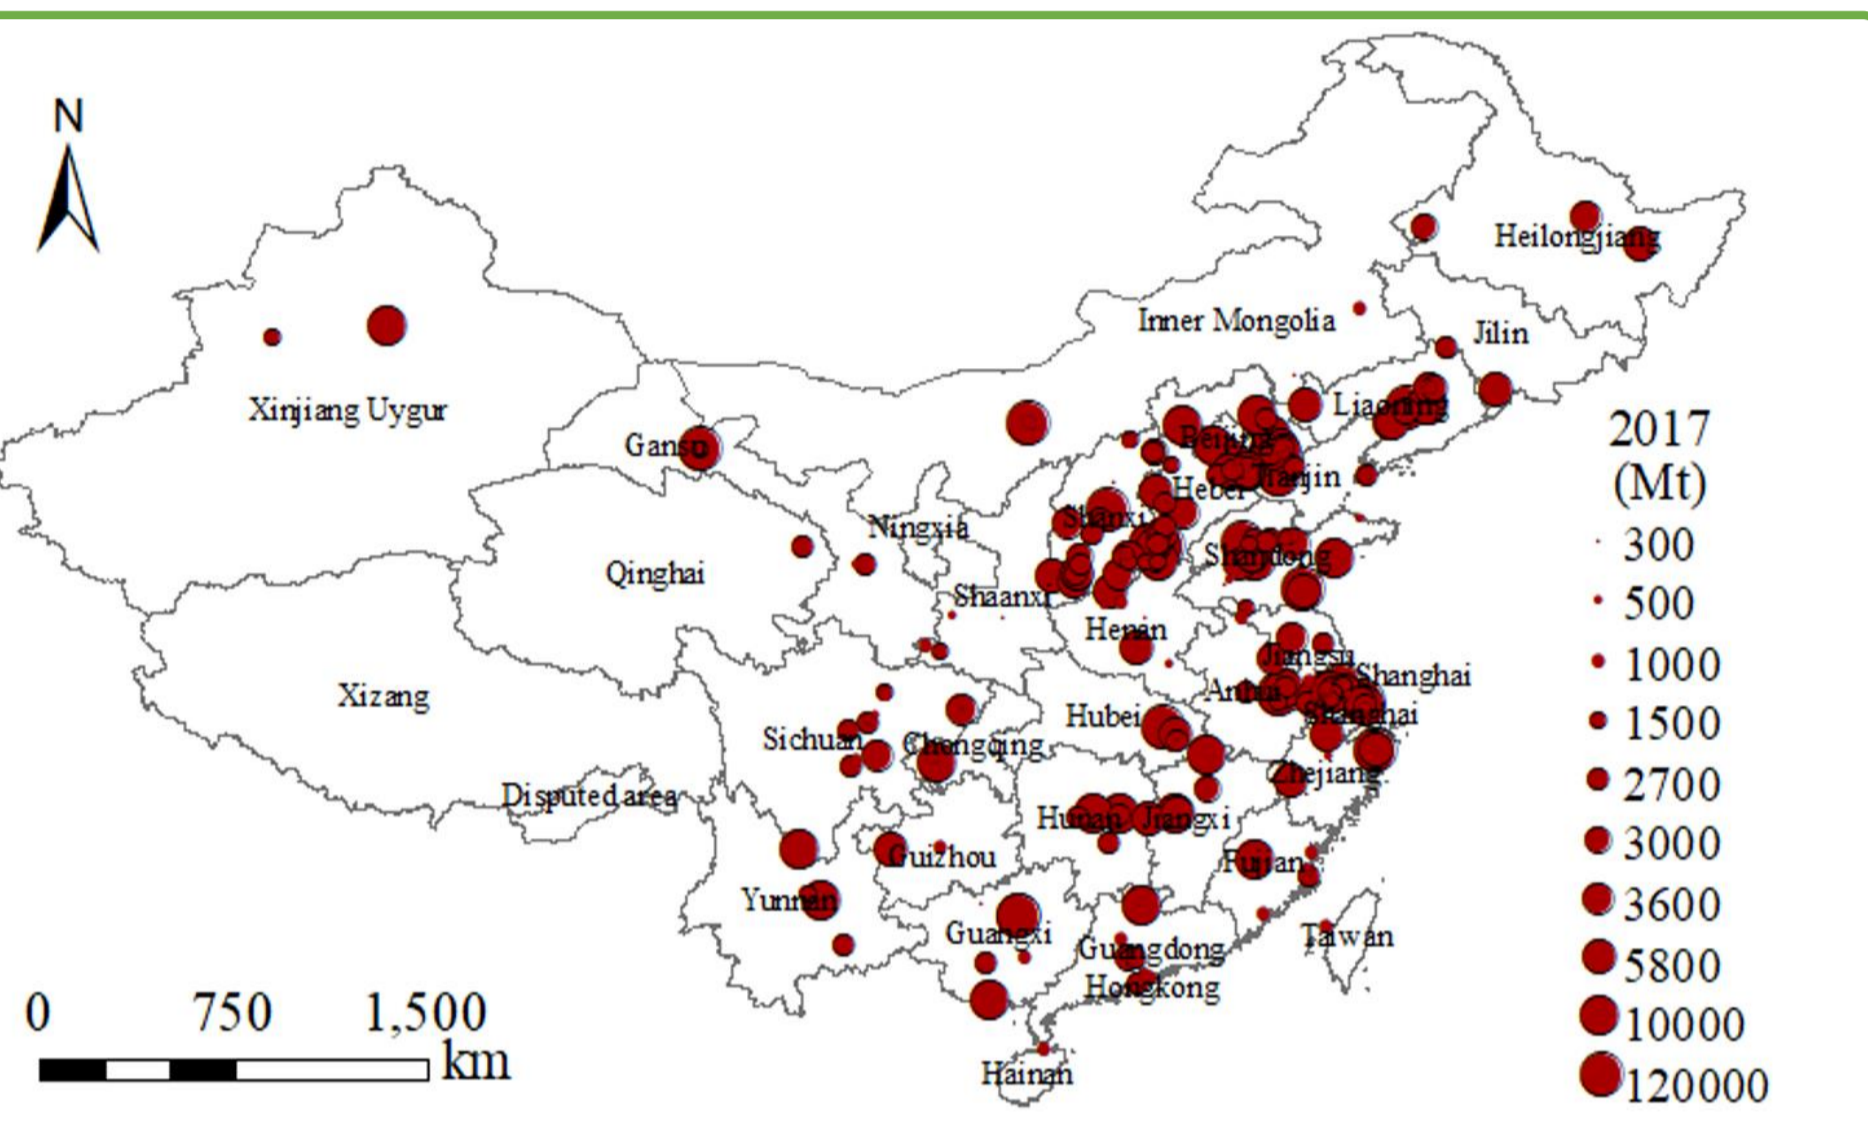 N
Heilongjiang
Inner Mongolia
Jilin
Xinjiang Uygur
Liaoning
2017
(Mt)
Gansu
Beijing
Tianjin
Hebei
Shanxi
Ningxia
Shandong
300
Qinghai
Shaanxi
500
Henan
Jiangsu
1000
Shanghai
Xizang
Anhui
Hubei
Shanghai
1500
Sichuan
Chongqing
Zhejiang
2700
Disputed area
Hunan
Jiangxi
3000
Guizhou
Fujian
Yunnan
3600
Guangxi
Guangdong
Taiwan
5800
Hongkong
0 750 1,500
km
10000
Hainan
120000